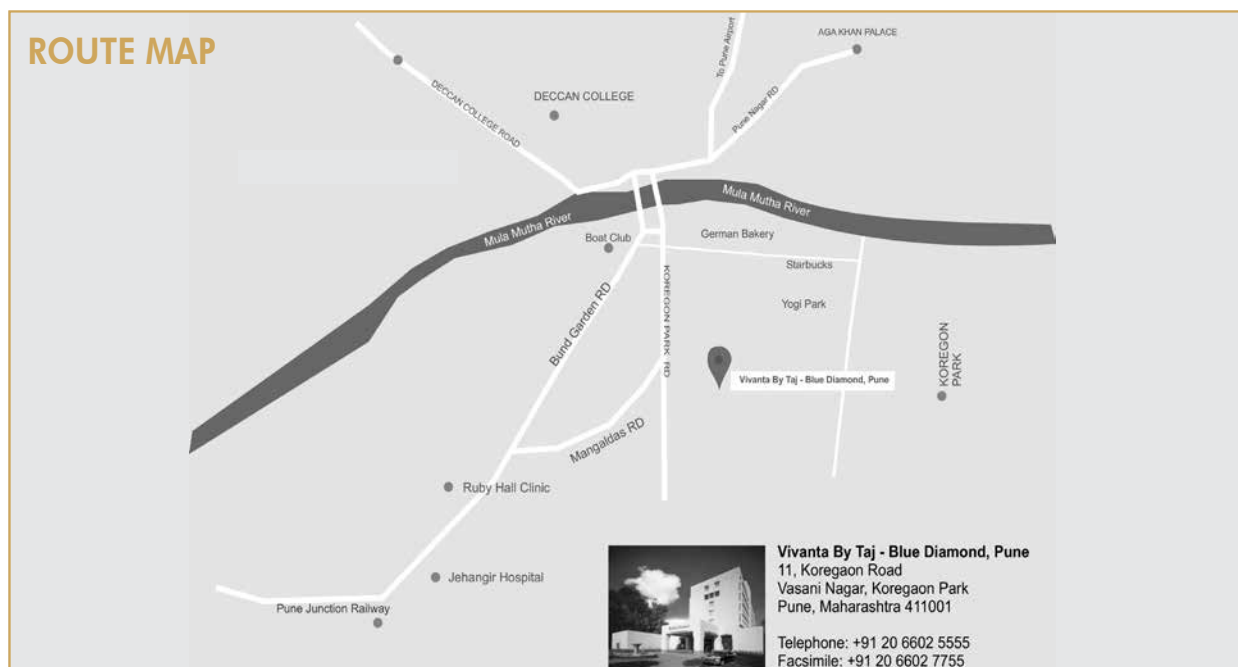 ROUTE MAP
AGA KHAN PALACE
To Pune Airport
Pune Nagar RD
DECCAN COLLEGE ROAD
DECCAN COLLEGE
Mula Mutha River
Mula Mutha River
Boat Club
German Bakery
Starbucks
Yogi Park
Bund Garden RD
KOREGON PARK RD
KOREGON
PARK
Vivanta By Taj - Blue Diamond, Pune
Mangaldas RD
Ruby Hall Clinic
Jehangir Hospital
Pune Junction Railway
Vivanta By Taj - Blue Diamond, Pune
11, Koregaon Road
Vasani Nagar, Koregaon Park
Pune, Maharashtra 411001
Telephone: +91 20 6602 5555
Facsimile: +91 20 6602 7755